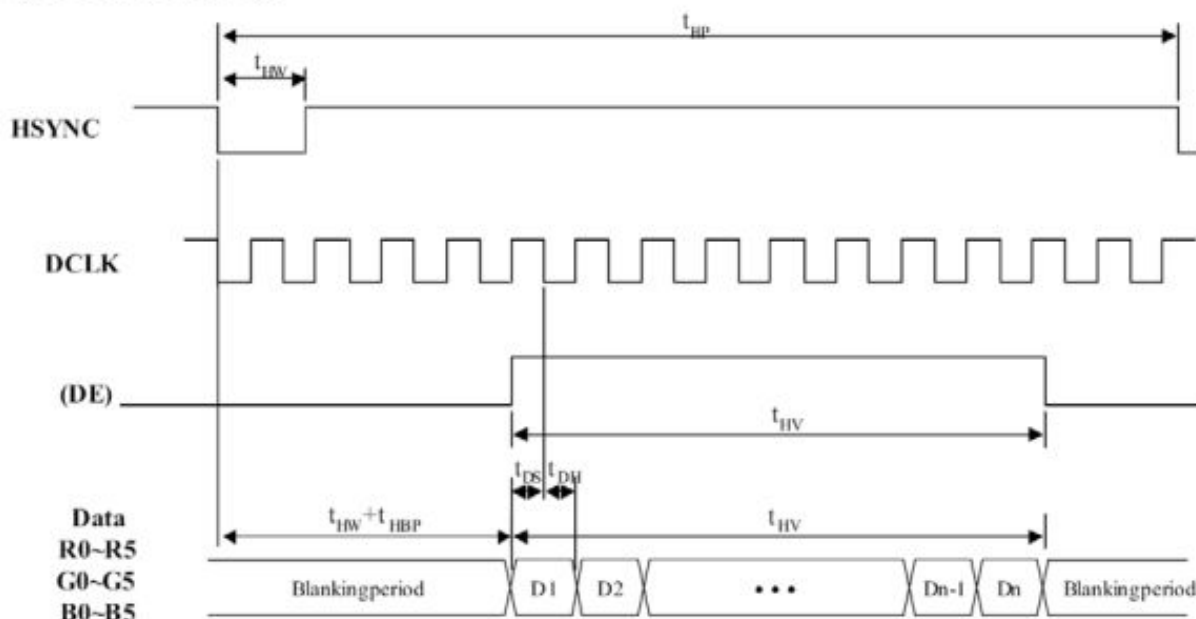 tHP
tHW
HSYNC
DCLK
(DE)
tHV
tDS tDH
Data
R0~R5
G0~G5
B0~B5
tHW+tHBP
tHV
Blankingperiod D1 D2 ••• Dn-1 Dn Blankingperiod